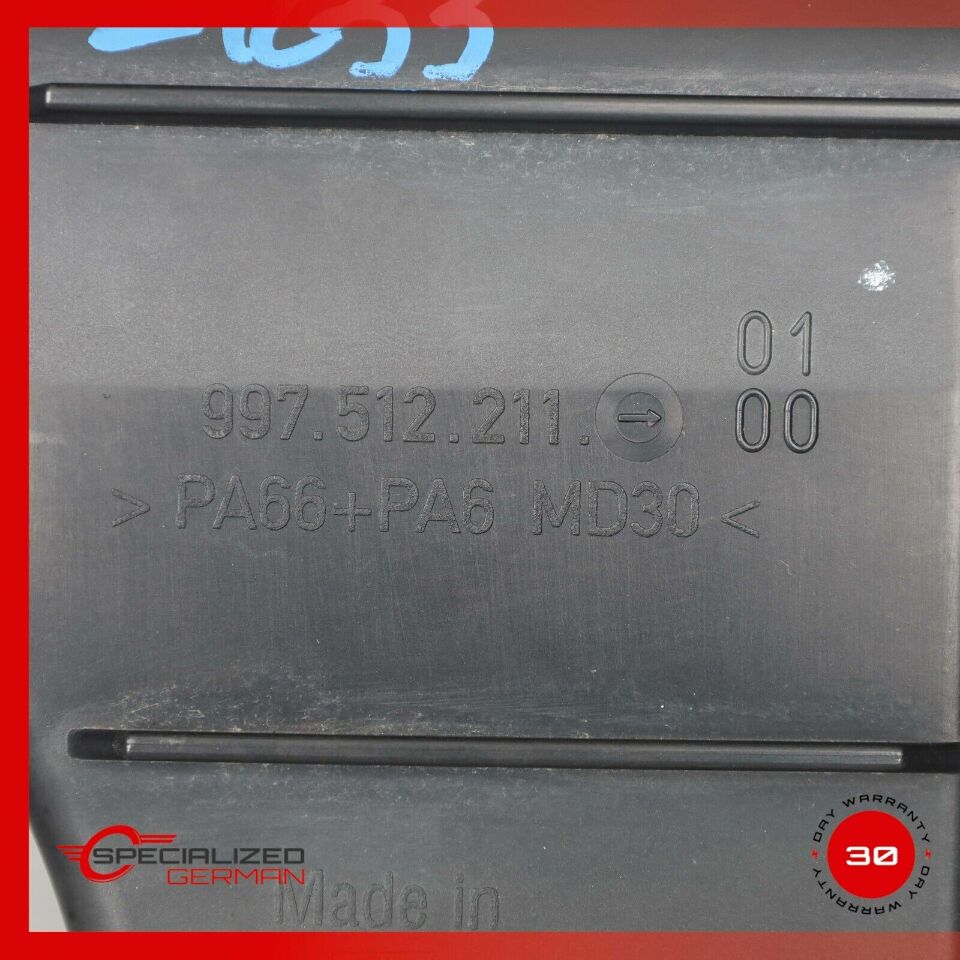 01
997.512.211.
00
> PA66+PA6 MD30 <
SPECIALIZED
GERMAN
Made in
DAY WARRANTY
30
DAY WARRANTY